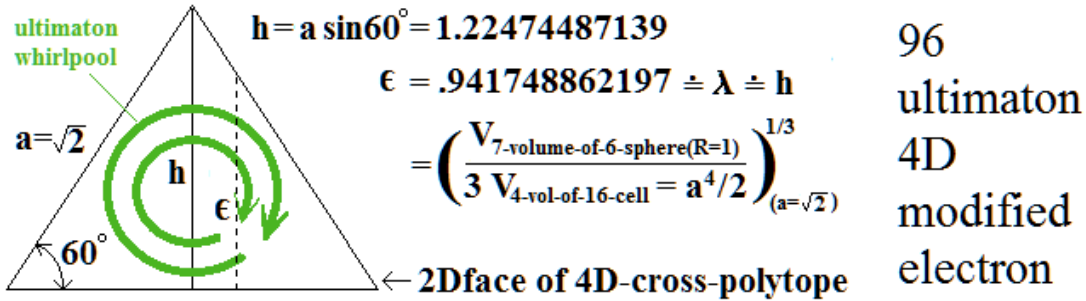 ultimaton
whirlpool
h = a sin60° = 1.22474487139
ϵ = .941748862197 ≐ λ ≐ h
a=√2
= ( V7-volume-of-6-sphere(R=1) / 3 V4-vol-of-16-cell = a⁴/2 )^1/3 (a=√2)
h
ϵ
60°
← 2Dface of 4D-cross-polytope
96
ultimaton
4D
modified
electron